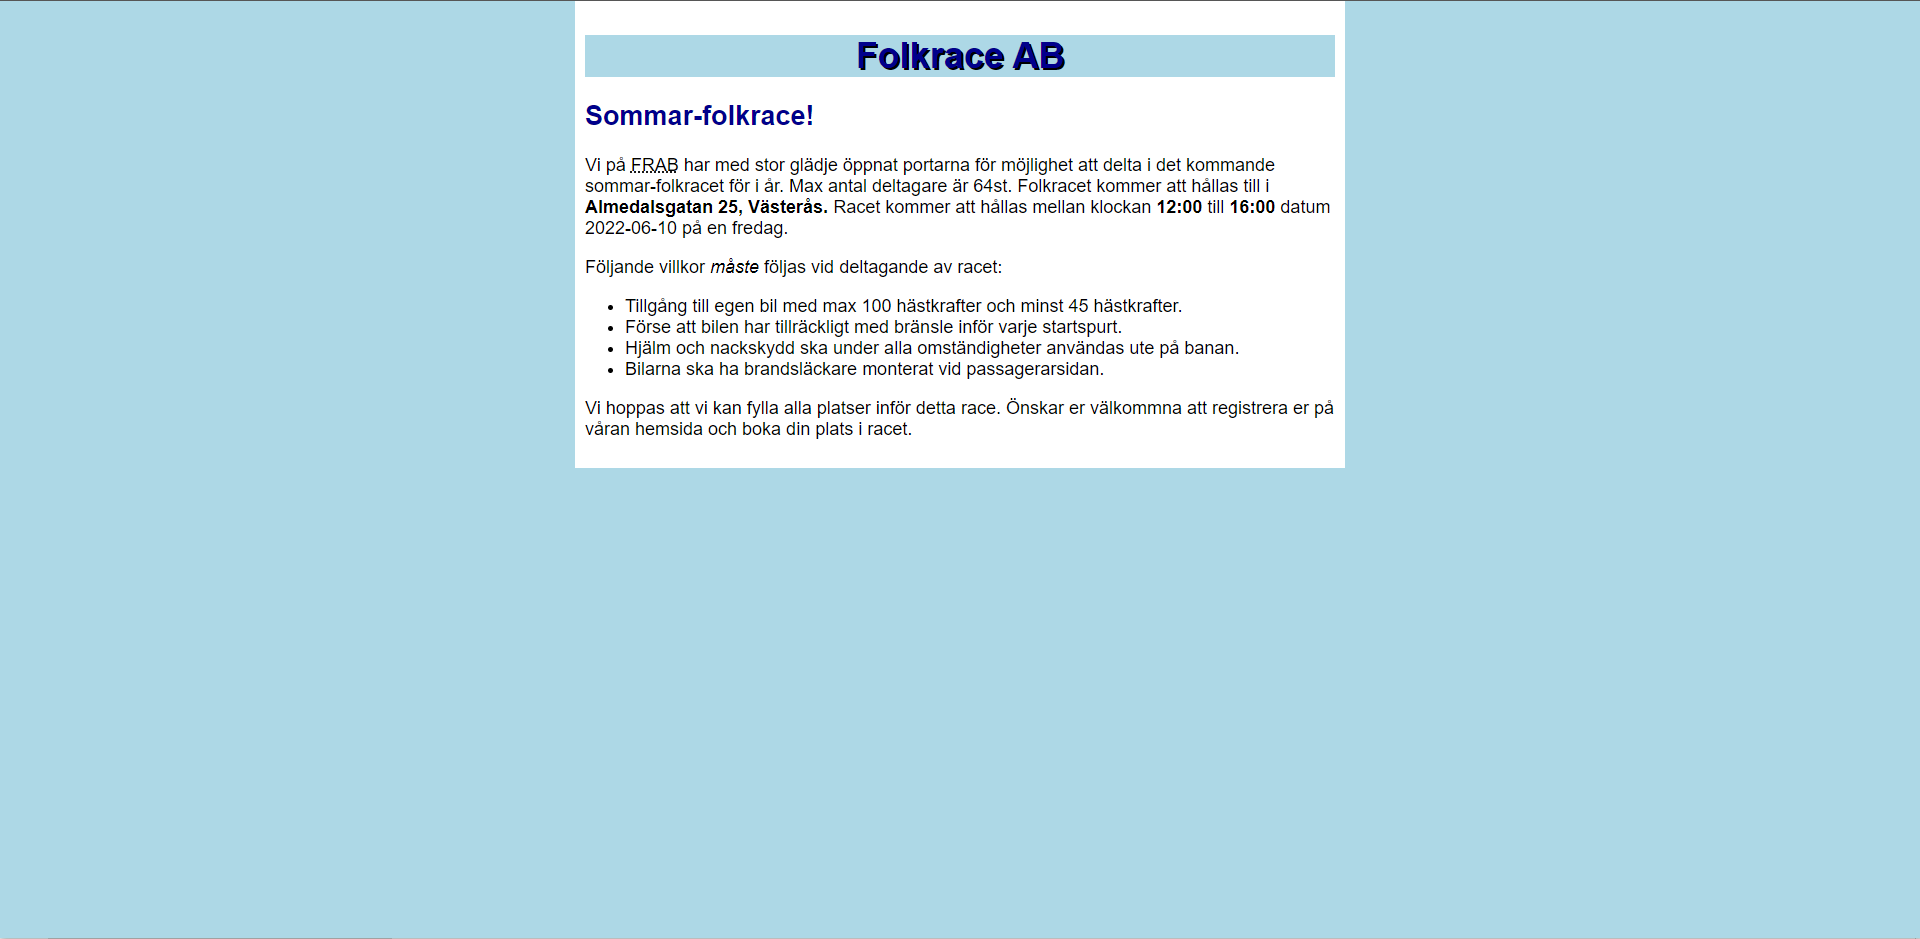 Folkrace AB
Sommar-folkrace!
Vi på FRAB har med stor glädje öppnat portarna för möjlighet att delta i det kommande
sommar-folkracet för i år. Max antal deltagare är 64st. Folkracet kommer att hållas till i
Almedalsgatan 25, Västerås. Racet kommer att hållas mellan klockan 12:00 till 16:00 datum
2022-06-10 på en fredag.
Följande villkor måste följas vid deltagande av racet:
• Tillgång till egen bil med max 100 hästkrafter och minst 45 hästkrafter.
• Förse att bilen har tillräckligt med bränsle inför varje startspurt.
• Hjälm och nackskydd ska under alla omständigheter användas ute på banan.
• Bilarna ska ha brandsläckare monterat vid passagerarsidan.
Vi hoppas att vi kan fylla alla platser inför detta race. Önskar er välkommna att registrera er på
våran hemsida och boka din plats i racet.